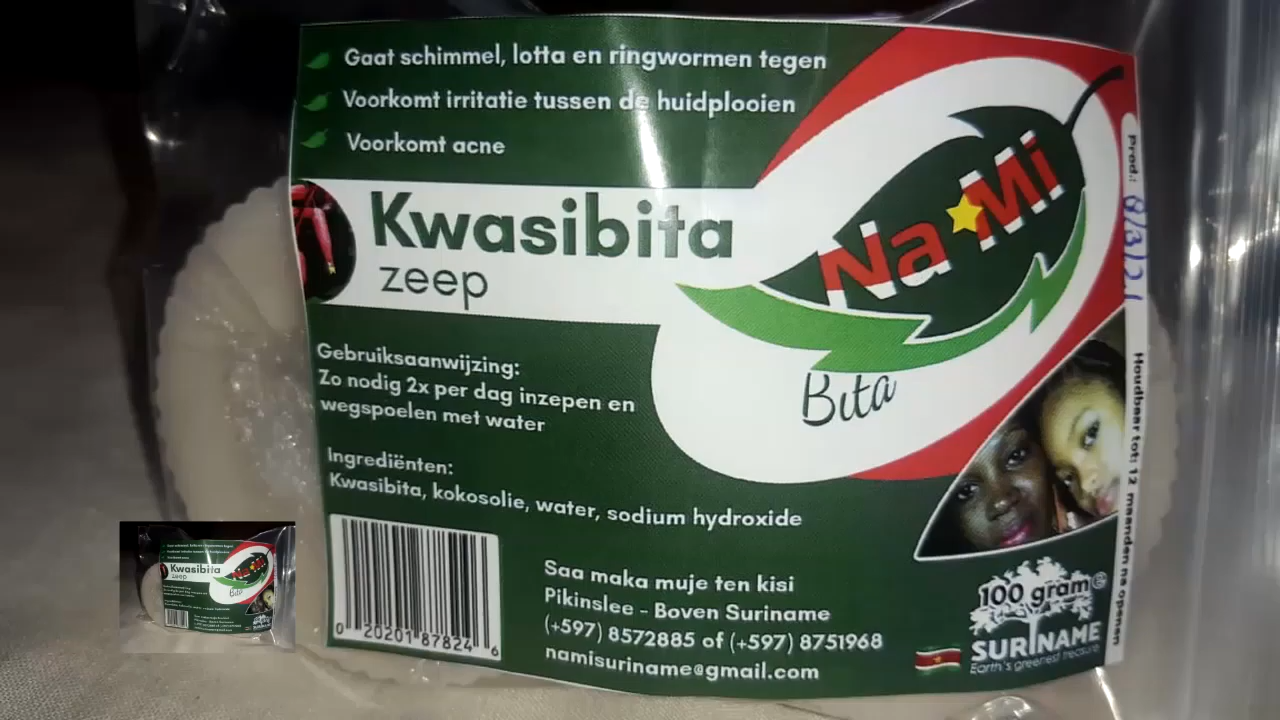 Gaat schimmel, lotta en ringwormen tegen
Voorkomt irritatie tussen de huidplooien
Voorkomt acne
Kwasibita
zeep
Na Mi
Bita
Prod.: 8/3/21
Houdbaar tot: 12 maanden na openen
Gebruiksaanwijzing:
Zo nodig 2x per dag inzepen en
wegspoelen met water
Ingrediënten:
Kwasibita, kokosolie, water, sodium hydroxide
0 20201 87824 6
Saa maka muje ten kisi
Pikinslee - Boven Suriname
(+597) 8572885 of (+597) 8751968
namisuriname@gmail.com
100 gram e
SURINAME
Earth's greenest treasure